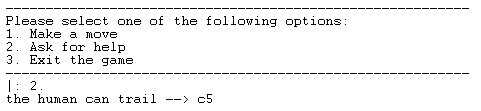 Please select one of the following options:
1. Make a move
2. Ask for help
3. Exit the game
|: 2.
the human can trail --> c5